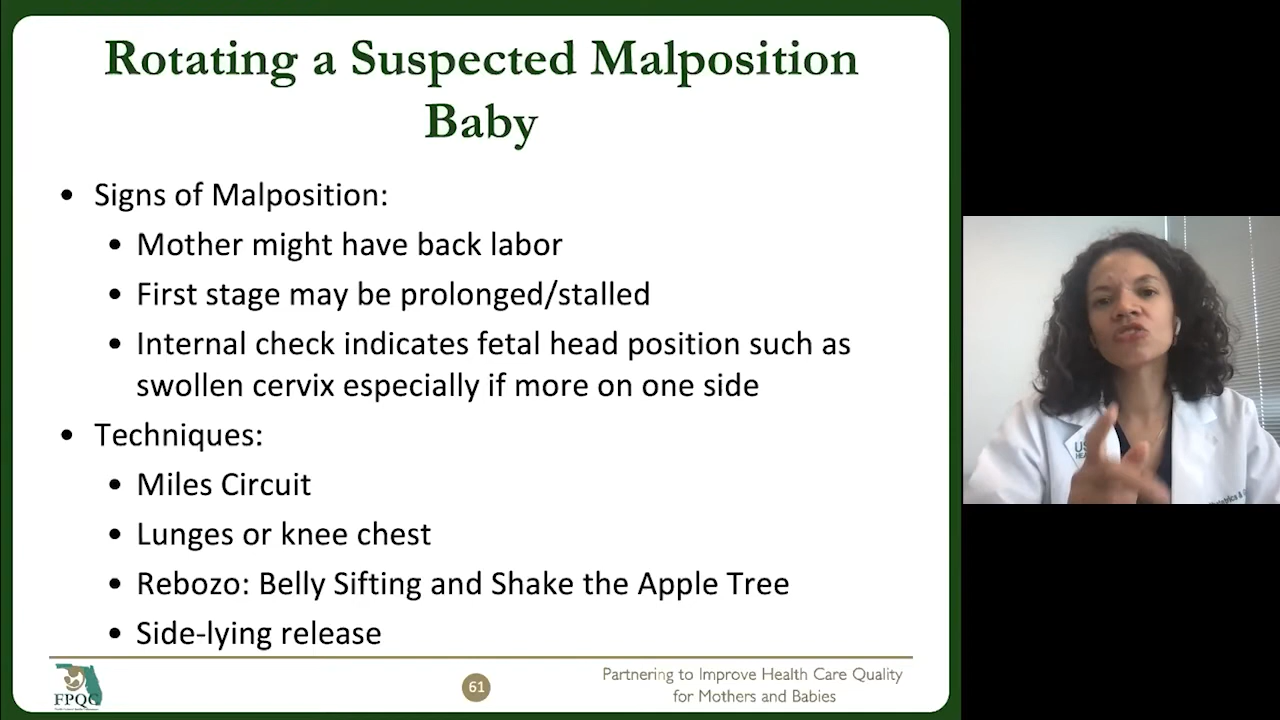 Rotating a Suspected Malposition
Baby
• Signs of Malposition:
• Mother might have back labor
• First stage may be prolonged/stalled
• Internal check indicates fetal head position such as
swollen cervix especially if more on one side
• Techniques:
• Miles Circuit
• Lunges or knee chest
• Rebozo: Belly Sifting and Shake the Apple Tree
• Side-lying release
FPQC
61
Partnering to Improve Health Care Quality
for Mothers and Babies